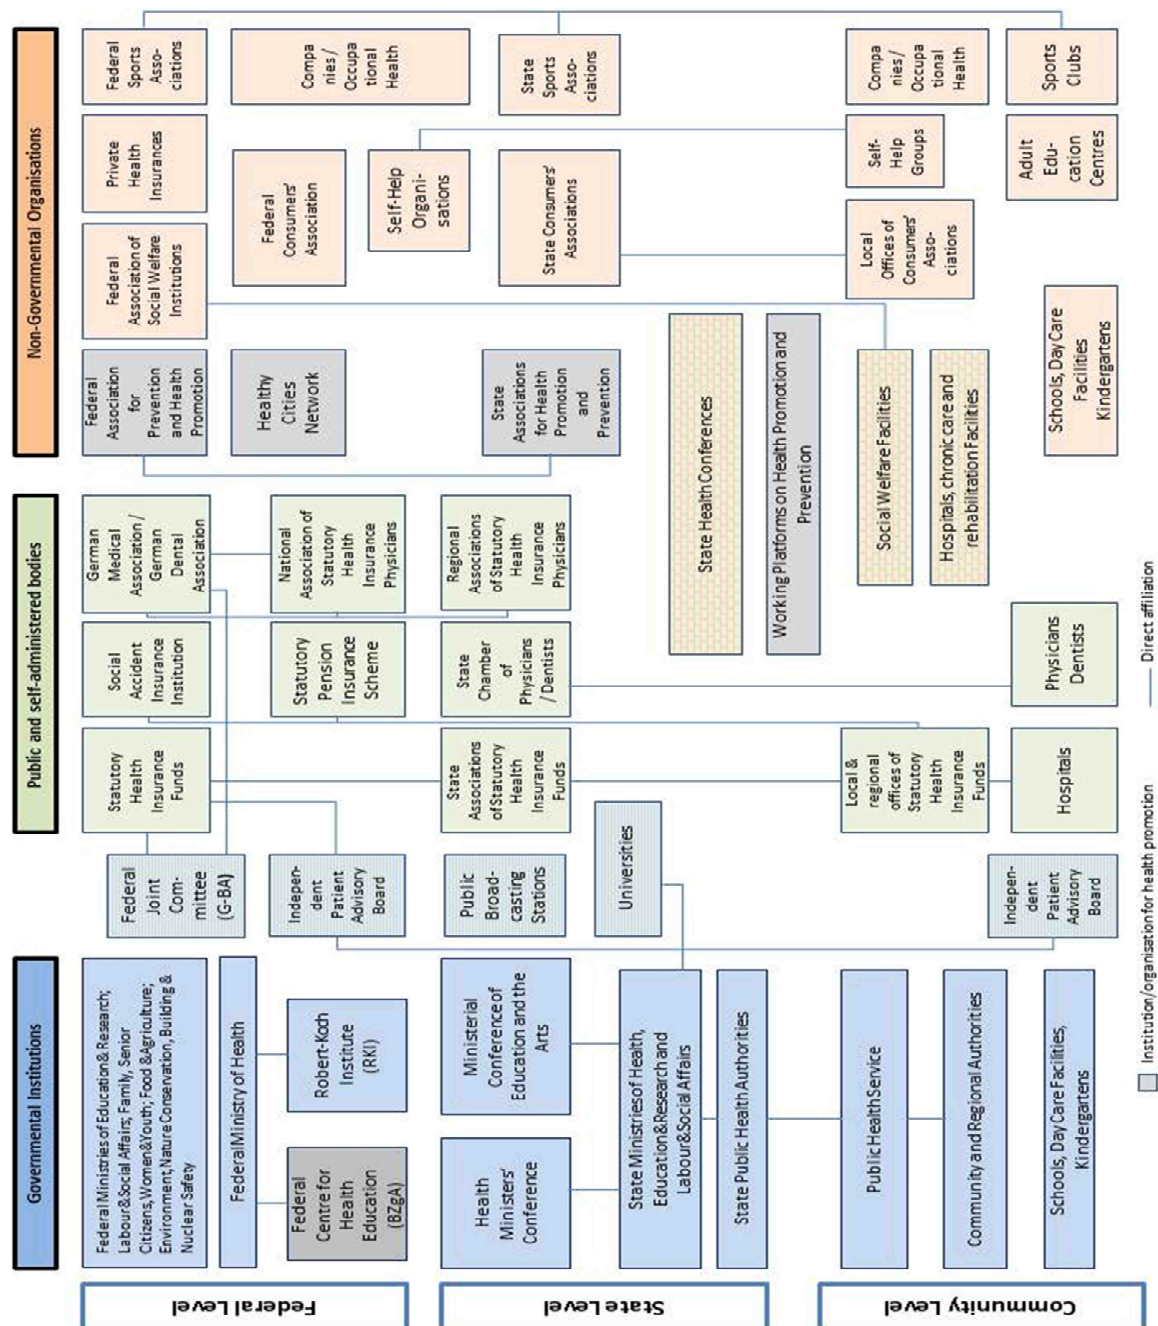 Governmental Institutions
Public and self-administered bodies
Non-Governmental Organisations
Federal Level
Federal Ministries of Education & Research;
Labour&Social Affairs; Family, Senior
Citizens, Women&Youth; Food &Agriculture;
Environment, Nature Conservation, Building &
Nuclear Safety
Federal Ministry of Health
Federal
Centre for
Health
Education
(BZgA)
Robert-Koch
Institute
(RKI)
Federal
Joint
Com-
mittee
(G-BA)
Indepen-
dent
Patient
Advisory
Board
Statutory
Health
Insurance
Funds
Social
Accident
Insurance
Institution
German
Medical
Association /
German
Dental
Association
Statutory
Pension
Insurance
Scheme
National
Association of
Statutory
Health
Insurance
Physicians
Federal
Association
for
Prevention
and Health
Promotion
Federal
Association of
Social Welfare
Institutions
Private
Health
Insurances
Federal
Sports
Asso-
ciations
Healthy
Cities
Network
Federal
Consumers'
Association
Compa
nies /
Occupa
tional
Health
Self-Help
Organi-
sations
State Level
Health
Ministers'
Conference
Ministerial
Conference of
Education and the
Arts
State Ministries of Health,
Education&Research and
Labour&Social Affairs
State Public Health Authorities
Public
Broad-
casting
Stations
Universities
State
Associations
of Statutory
Health
Insurance
Funds
State
Chamber
of
Physicians
/ Dentists
Regional
Associations
of Statutory
Health
Insurance
Physicians
State
Associations
for Health
Promotion
and
Prevention
State Consumers'
Association
State
Sports
Asso-
ciations
State Health Conferences
Working Platforms on Health Promotion and
Prevention
Community Level
Public Health Service
Community and Regional Authorities
Schools, Day Care Facilities,
Kindergartens
Indepen-
dent
Patient
Advisory
Board
Local &
regional
offices of
Statutory
Health
Insurance
Funds
Hospitals
Physicians
Dentists
Social Welfare Facilities
Hospitals, chronic care and
rehabilitation Facilities
Schools, Day Care
Facilities
Kindergartens
Local
Offices of
Consumers'
Asso-
ciations
Self-
Help
Groups
Compa
nies /
Occupa
tional
Health
Adult
Edu-
cation
Centres
Sports
Clubs
Institution/organisation for health promotion
Direct affiliation